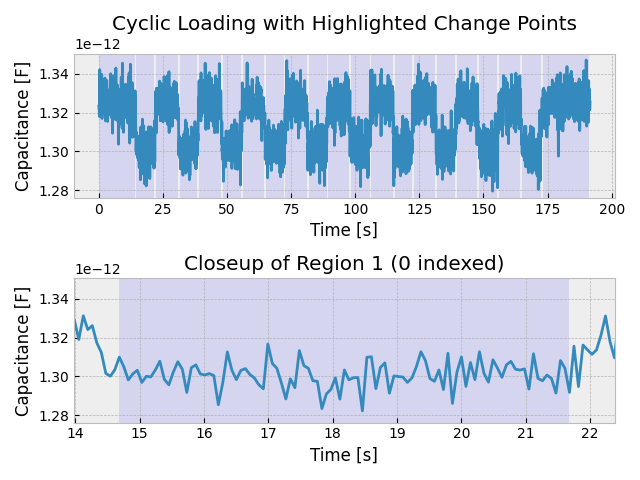 Cyclic Loading with Highlighted Change Points
1e−12
Capacitance [F]
1.34
1.32
1.30
1.28
0 25 50 75 100 125 150 175 200
Time [s]
Closeup of Region 1 (0 indexed)
1e−12
Capacitance [F]
1.34
1.32
1.30
1.28
14 15 16 17 18 19 20 21 22
Time [s]